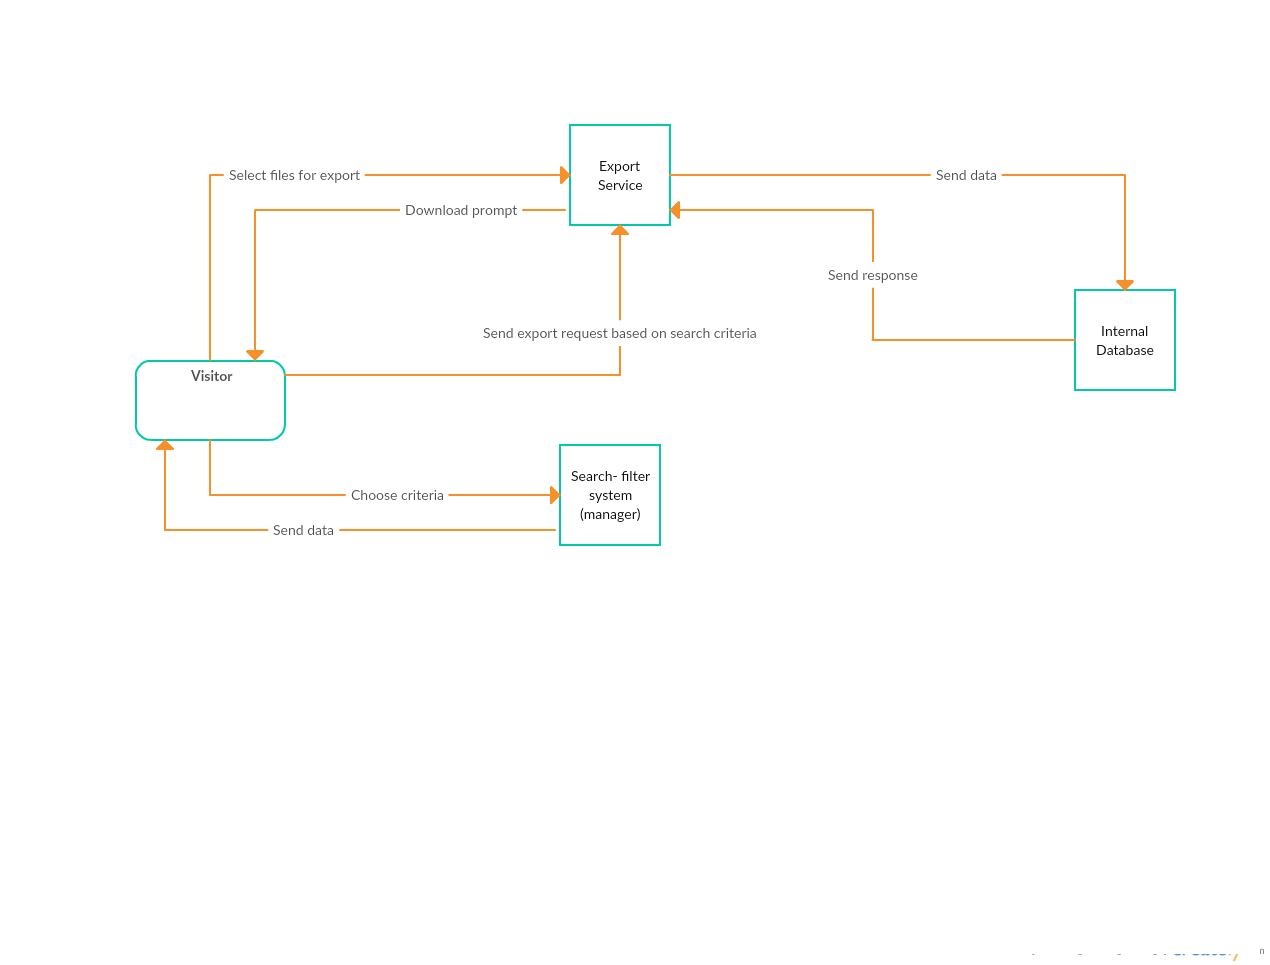 Export
Service
Select files for export
Send data
Download prompt
Send response
Send export request based on search criteria
Internal
Database
Visitor
Search- filter
system
(manager)
Choose criteria
Send data